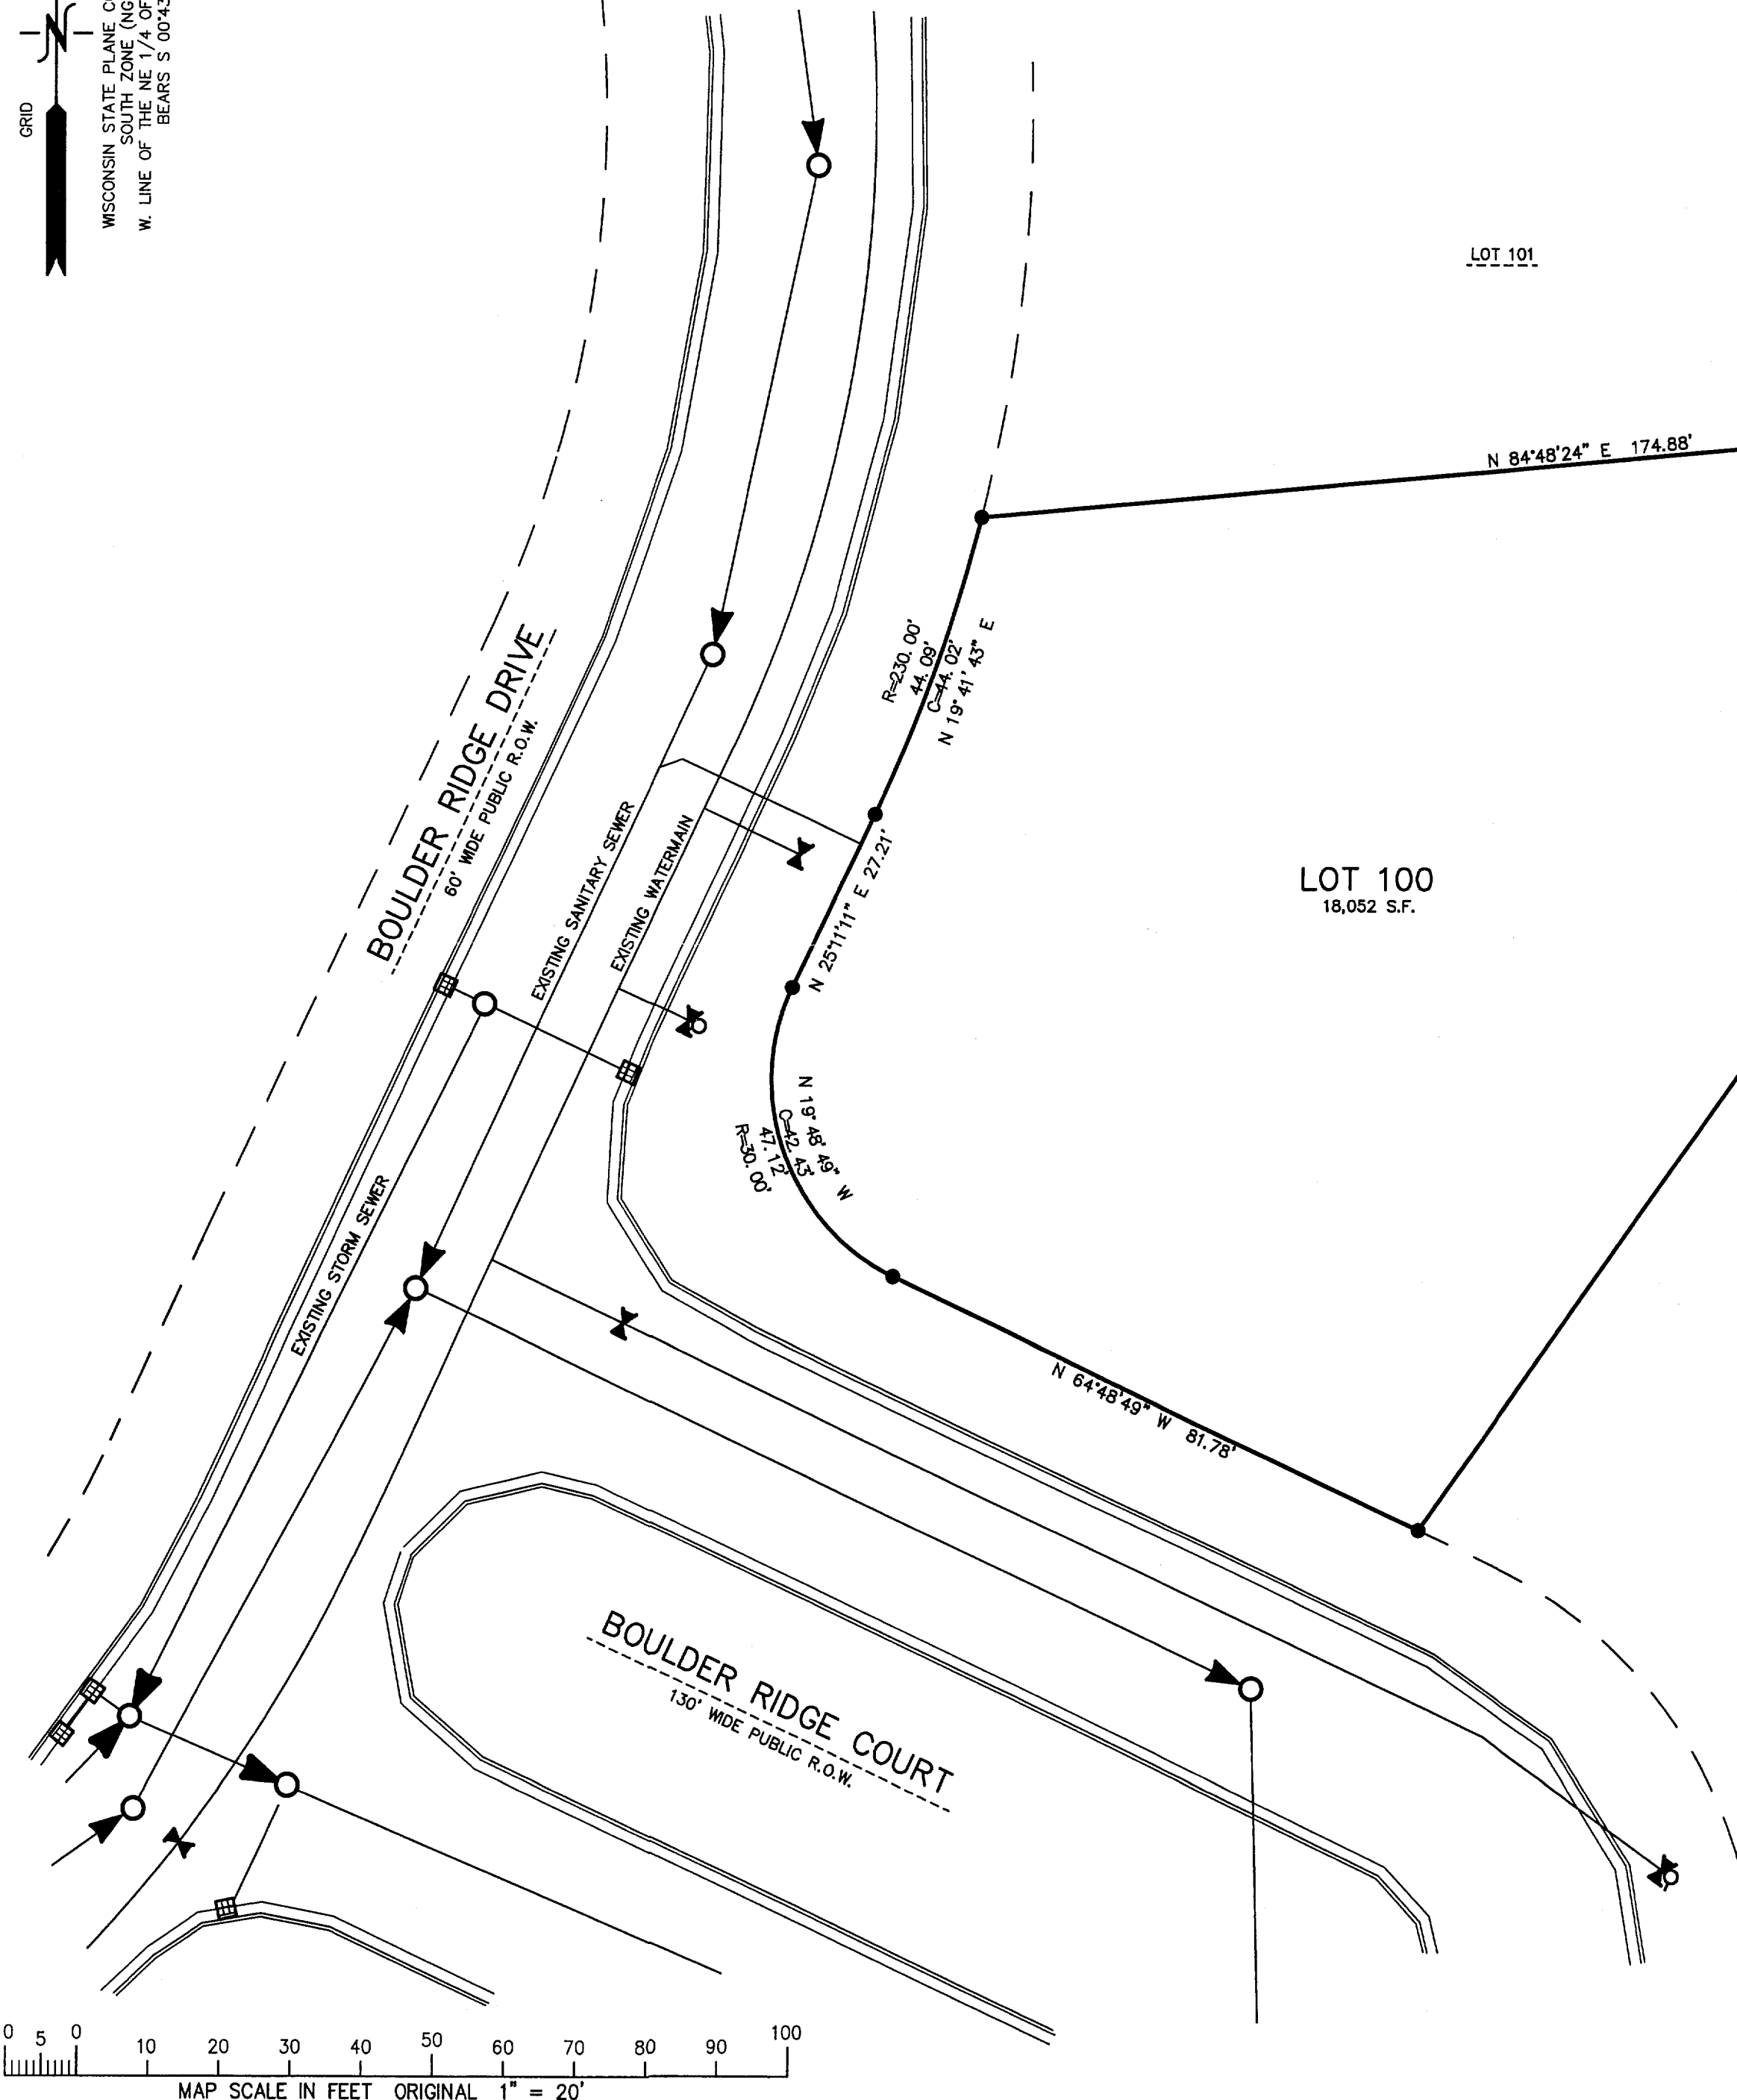 GRID
N
WISCONSIN STATE PLANE
SOUTH ZONE
W. LINE OF THE NE 1/4 OF
BEARS S 00°43
LOT 101
N 84°48'24" E 174.88'
R=230.00'
44.09'
C=44.02'
N 19°41'43" E
BOULDER RIDGE DRIVE
60' WIDE PUBLIC R.O.W.
EXISTING SANITARY SEWER
EXISTING WATERMAIN
N 25°11'11" E 27.21'
LOT 100
18,052 S.F.
N 19°48'49" W
C=42.43'
47.12'
R=30.00'
EXISTING STORM SEWER
N 64°48'49" W 81.78'
BOULDER RIDGE COURT
130' WIDE PUBLIC R.O.W.
0 5 0 10 20 30 40 50 60 70 80 90 100
MAP SCALE IN FEET ORIGINAL 1" = 20'